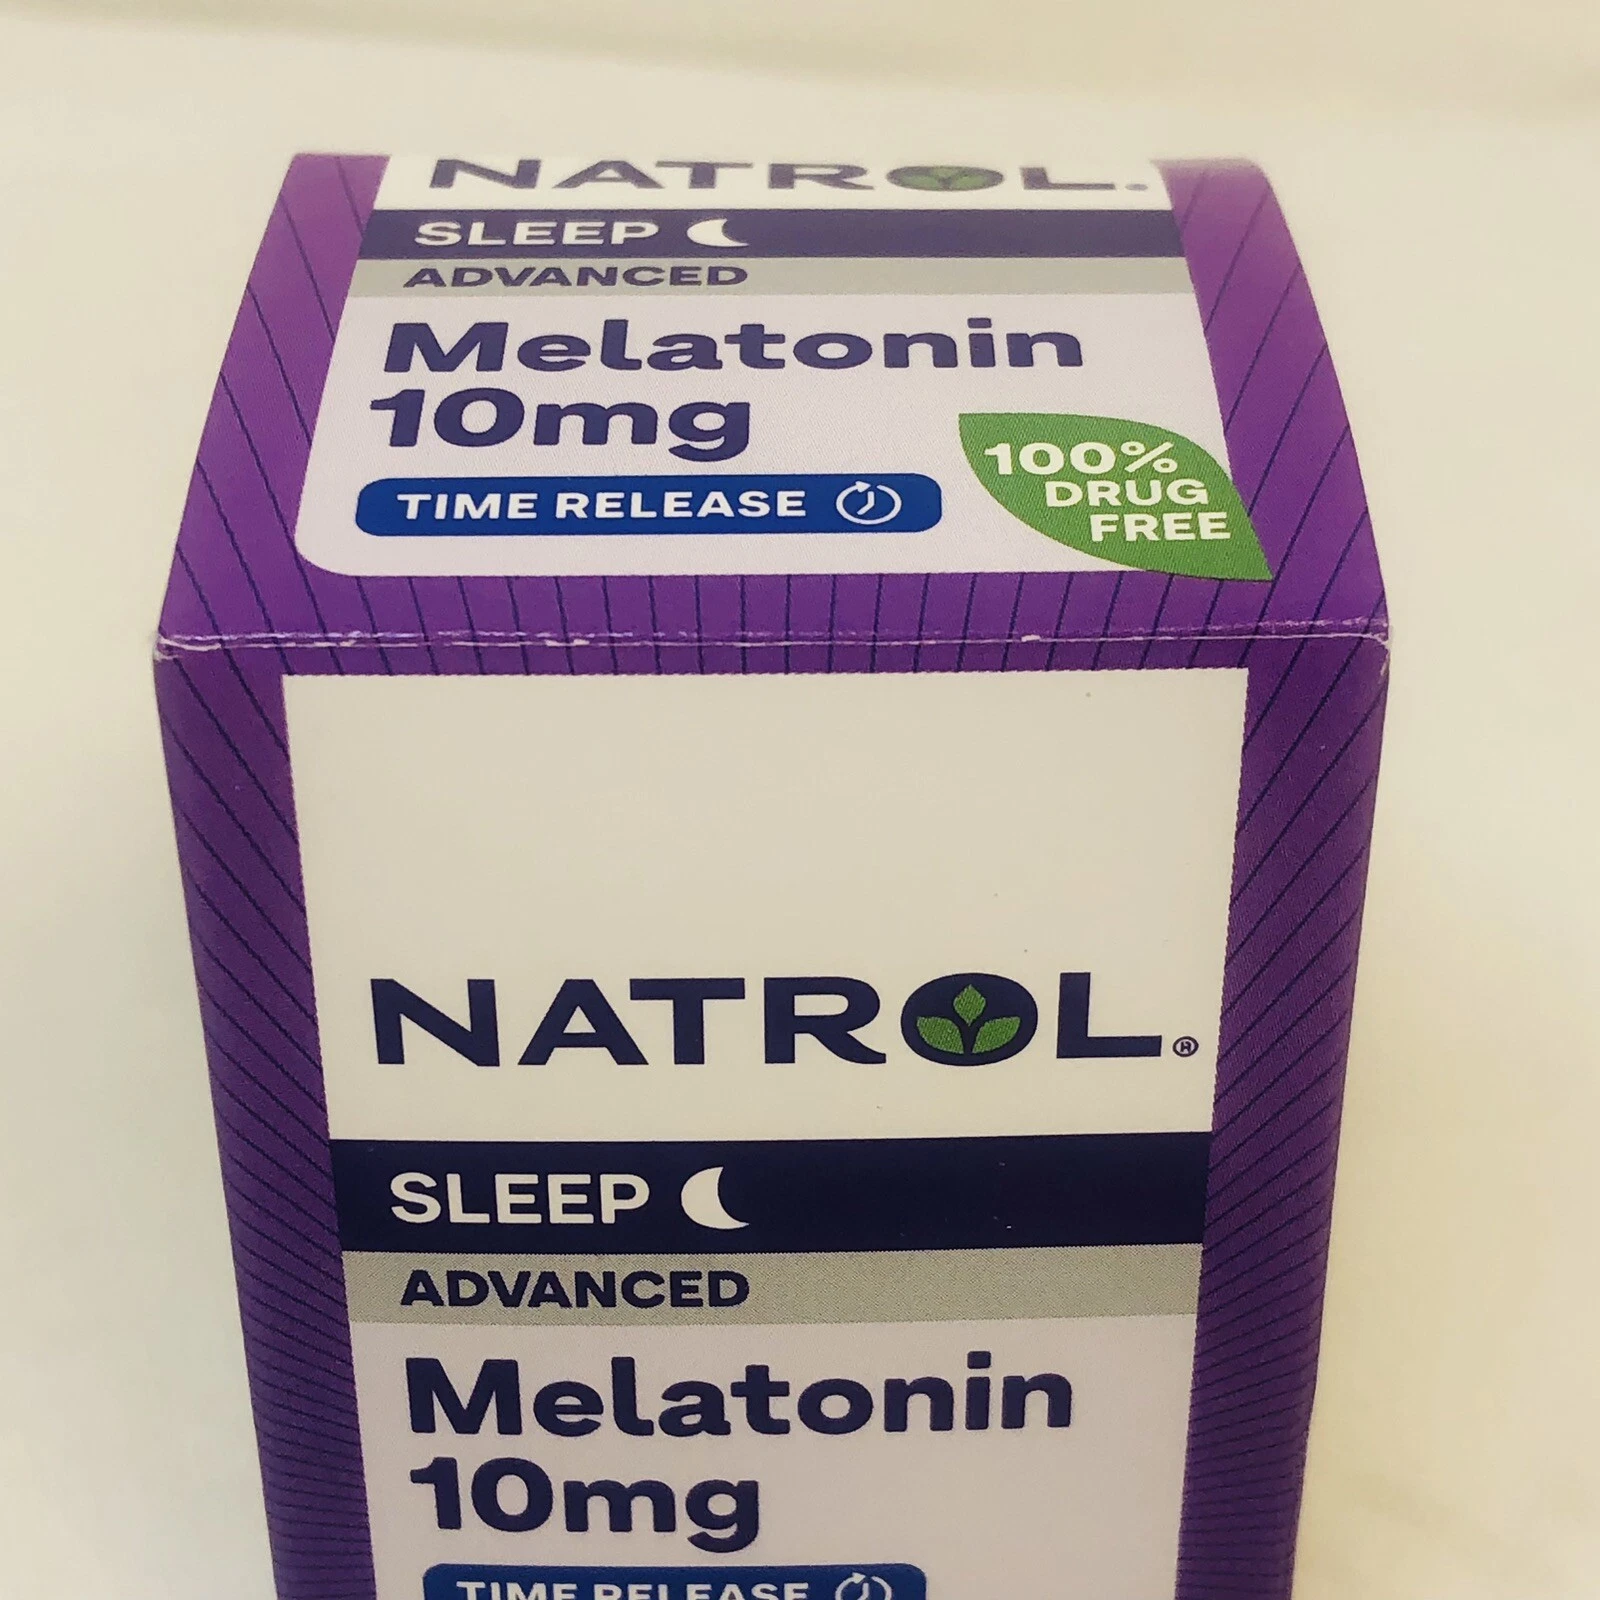 NATROL.
SLEEP
ADVANCED
Melatonin
10mg
TIME RELEASE
100%
DRUG
FREE
NATROL®
SLEEP
ADVANCED
Melatonin
10mg
TIME RELEASE